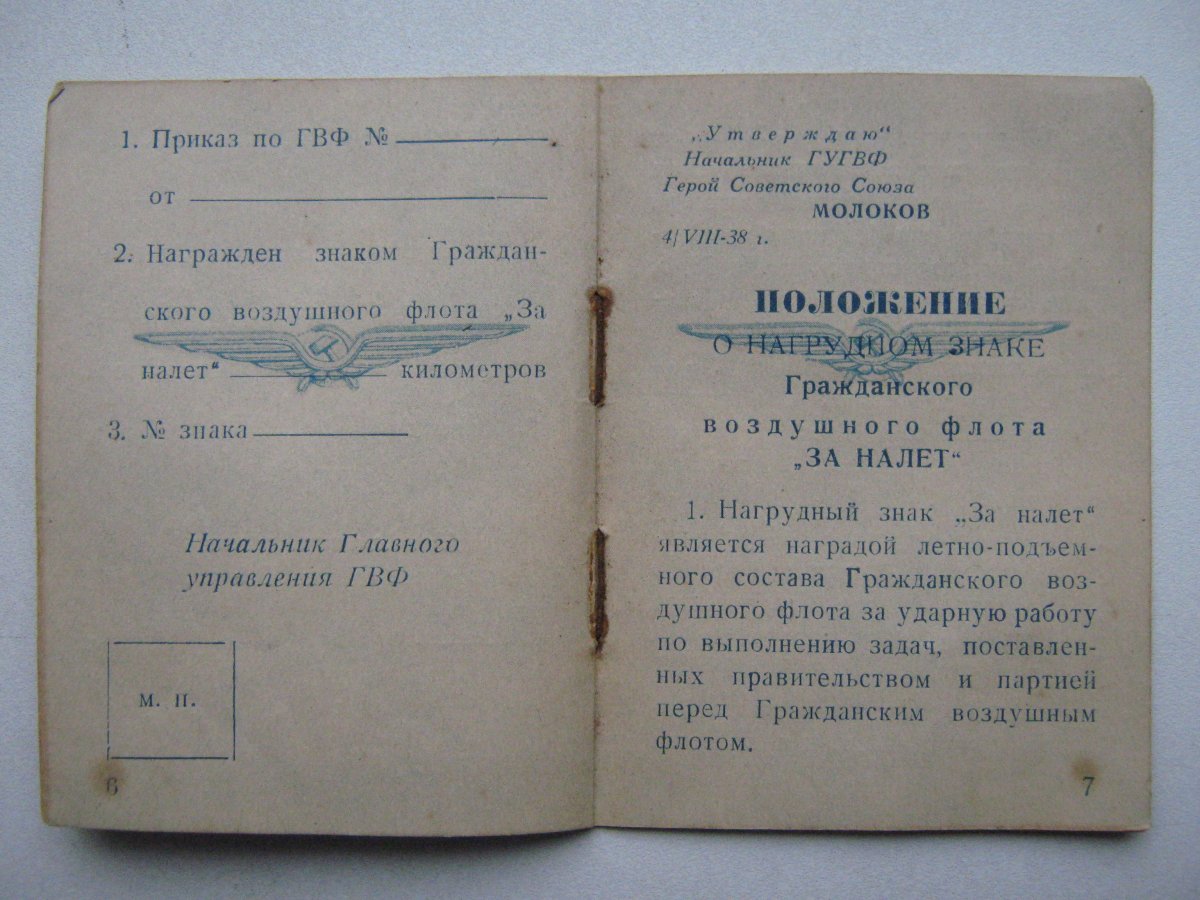 1. Приказ по ГВФ №
от
2. Награжден знаком Граждан-
ского воздушного флота „За
налет“ километров
3. № знака
Начальник Главного
управления ГВФ
м. п.
6
„Утверждаю“
Начальник ГУГВФ
Герой Советского Союза
МОЛОКОВ
4/VIII-38 г.
ПОЛОЖЕНИЕ
О НАГРУДНОМ ЗНАКЕ
Гражданского
воздушного флота
„ЗА НАЛЕТ“
1. Нагрудный знак „За налет“
является наградой летно-подъем-
ного состава Гражданского воз-
душного флота за ударную работу
по выполнению задач, поставлен-
ных правительством и партией
перед Гражданским воздушным
флотом.
7